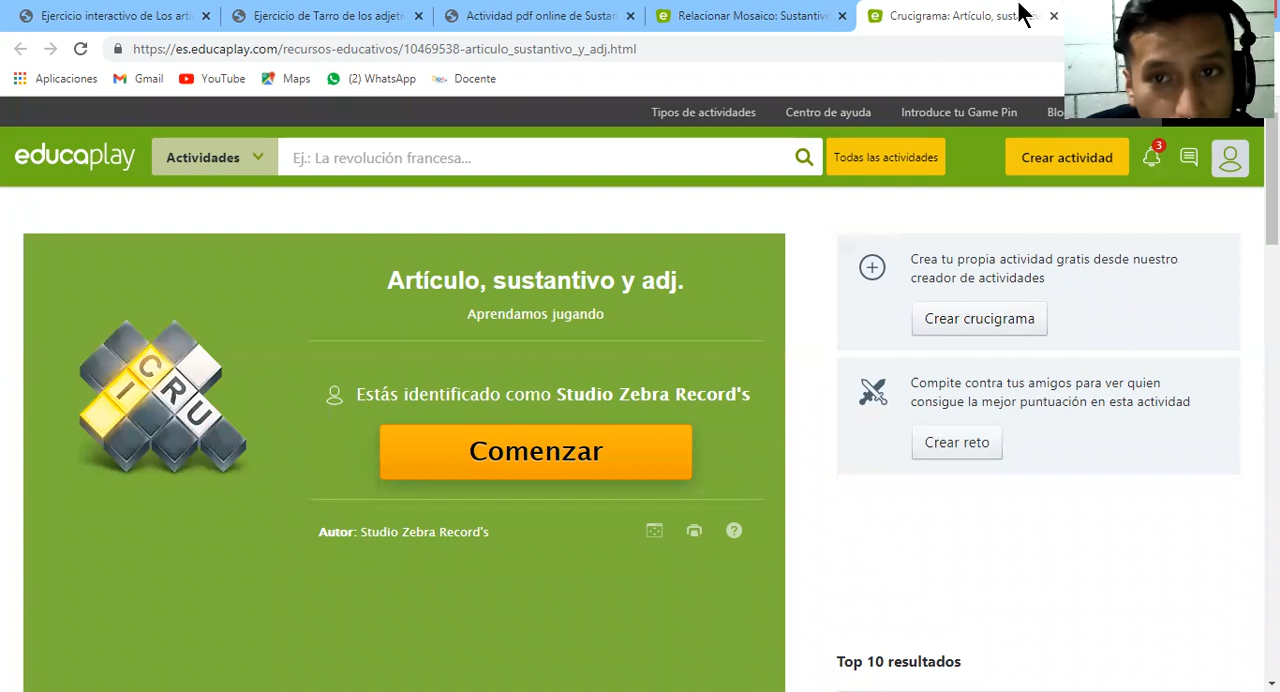 Ejercicio interactivo de Los artí
Ejercicio de Tarro de los adjeti
Actividad pdf online de Sustan
Relacionar Mosaico: Sustantivo
Crucigrama: Artículo, sust
https://es.educaplay.com/recursos-educativos/10469538-articulo_sustantivo_y_adj.html
Aplicaciones
Gmail
YouTube
Maps
(2) WhatsApp
Docente
Tipos de actividades
Centro de ayuda
Introduce tu Game Pin
Blo
educaplay
Actividades
Ej.: La revolución francesa...
Todas las actividades
Crear actividad
3
Artículo, sustantivo y adj.
Aprendamos jugando
C
I R
U
Estás identificado como Studio Zebra Record's
Comenzar
Autor: Studio Zebra Record's
?
Crea tu propia actividad gratis desde nuestro
creador de actividades
Crear crucigrama
Compite contra tus amigos para ver quien
consigue la mejor puntuación en esta actividad
Crear reto
Top 10 resultados